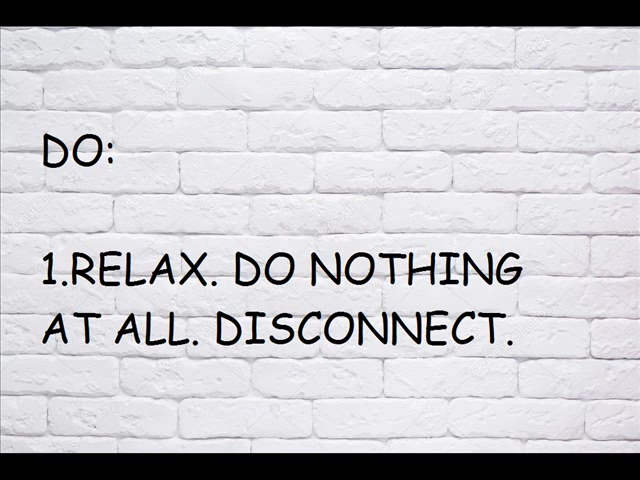 DO:
1.RELAX. DO NOTHING
AT ALL. DISCONNECT.